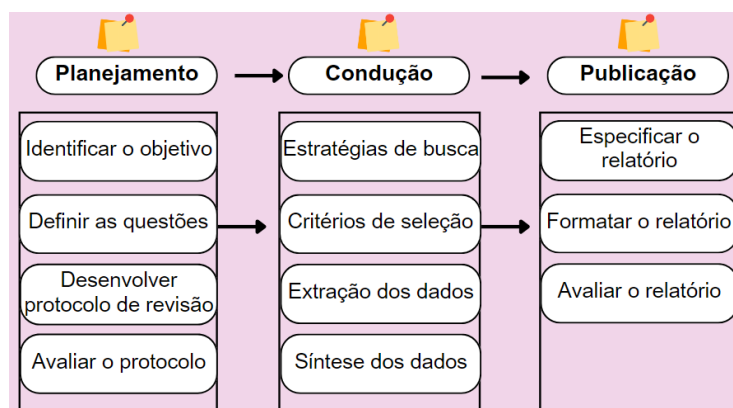 Planejamento
Condução
Publicação
Identificar o objetivo
Definir as questões
Desenvolver
protocolo de revisão
Avaliar o protocolo
Estratégias de busca
Critérios de seleção
Extração dos dados
Síntese dos dados
Especificar o
relatório
Formatar o relatório
Avaliar o relatório